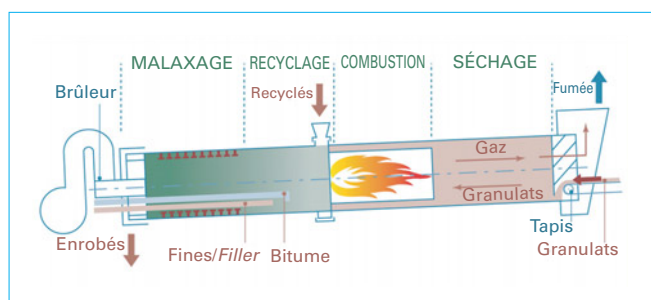 MALAXAGE RECYCLAGE COMBUSTION SÉCHAGE
Brûleur
Recyclés
Fumée
Gaz
Granulats
Tapis
Enrobés
Fines/Filler Bitume
Granulats